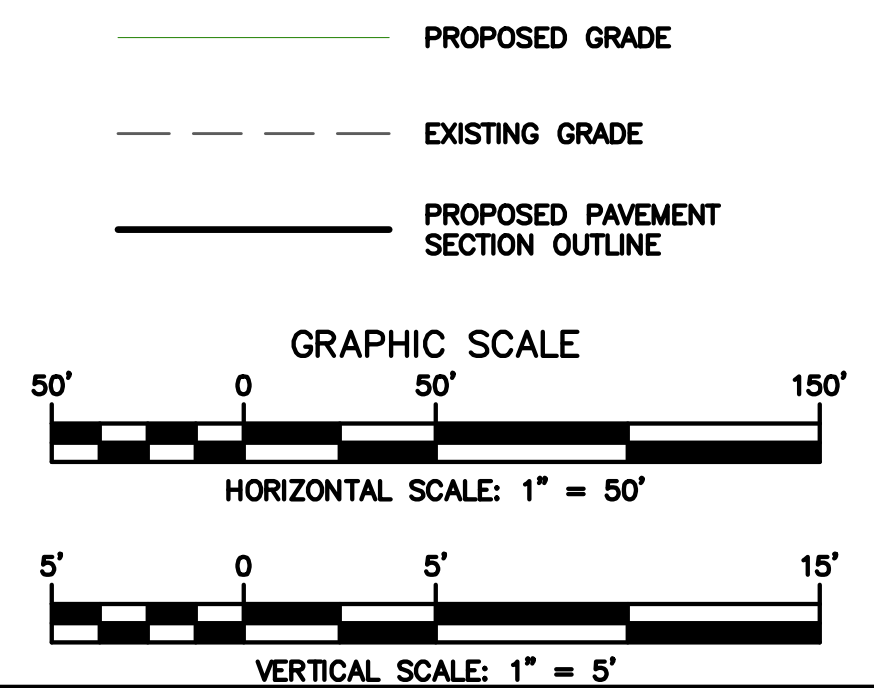 PROPOSED GRADE
EXISTING GRADE
PROPOSED PAVEMENT
SECTION OUTLINE
GRAPHIC SCALE
50' 0 50' 150'
HORIZONTAL SCALE: 1" = 50'
5' 0 5' 15'
VERTICAL SCALE: 1" = 5'